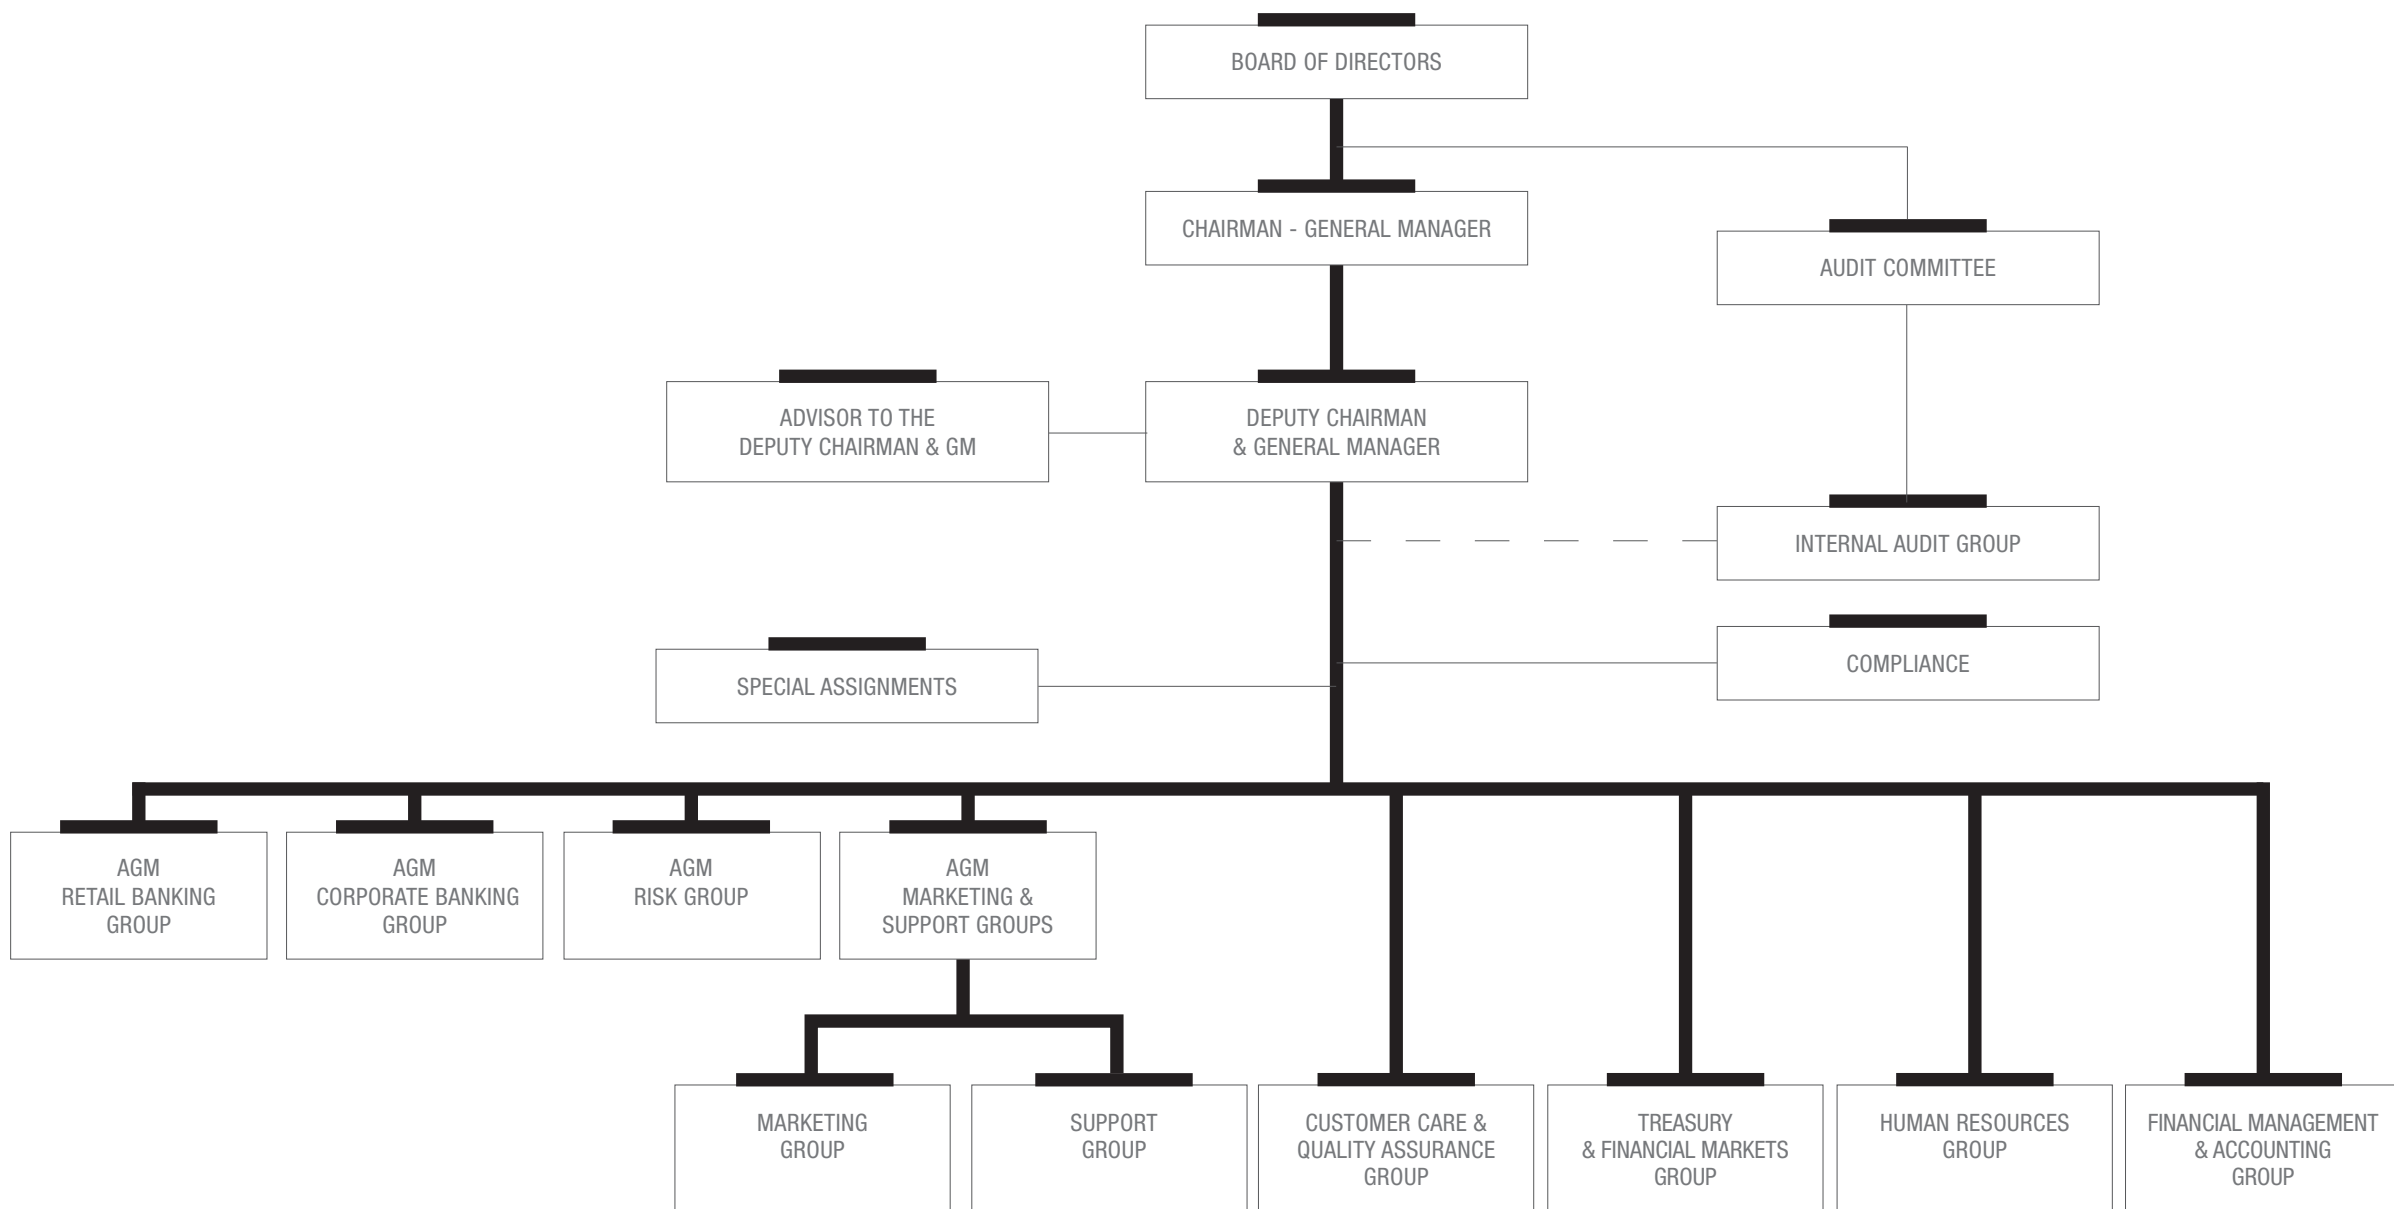 BOARD OF DIRECTORS
CHAIRMAN - GENERAL MANAGER
AUDIT COMMITTEE
ADVISOR TO THE
DEPUTY CHAIRMAN & GM
DEPUTY CHAIRMAN
& GENERAL MANAGER
INTERNAL AUDIT GROUP
COMPLIANCE
SPECIAL ASSIGNMENTS
AGM
RETAIL BANKING
GROUP
AGM
CORPORATE BANKING
GROUP
AGM
RISK GROUP
AGM
MARKETING &
SUPPORT GROUPS
MARKETING
GROUP
SUPPORT
GROUP
CUSTOMER CARE &
QUALITY ASSURANCE
GROUP
TREASURY
& FINANCIAL MARKETS
GROUP
HUMAN RESOURCES
GROUP
FINANCIAL MANAGEMENT
& ACCOUNTING
GROUP